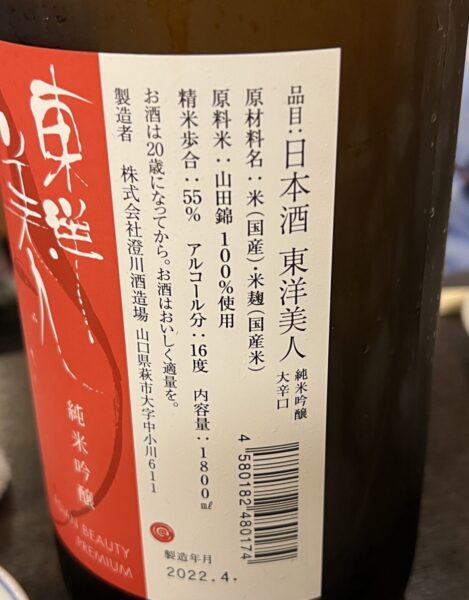 品目：日本酒 東洋美人 純米吟醸
大辛口
原材料名：米（国産）・米麹（国産米）
原料米：山田錦100％使用
精米歩合：55％ アルコール分：16度 内容量：1800㎖
お酒は20歳になってから。お酒はおいしく適量を。
製造者 株式会社澄川酒造場 山口県萩市大字中小川611
4 580182 480174
製造年月
2022.4.
東洋美人
純米吟醸
ASIAN BEAUTY
PREMIUM